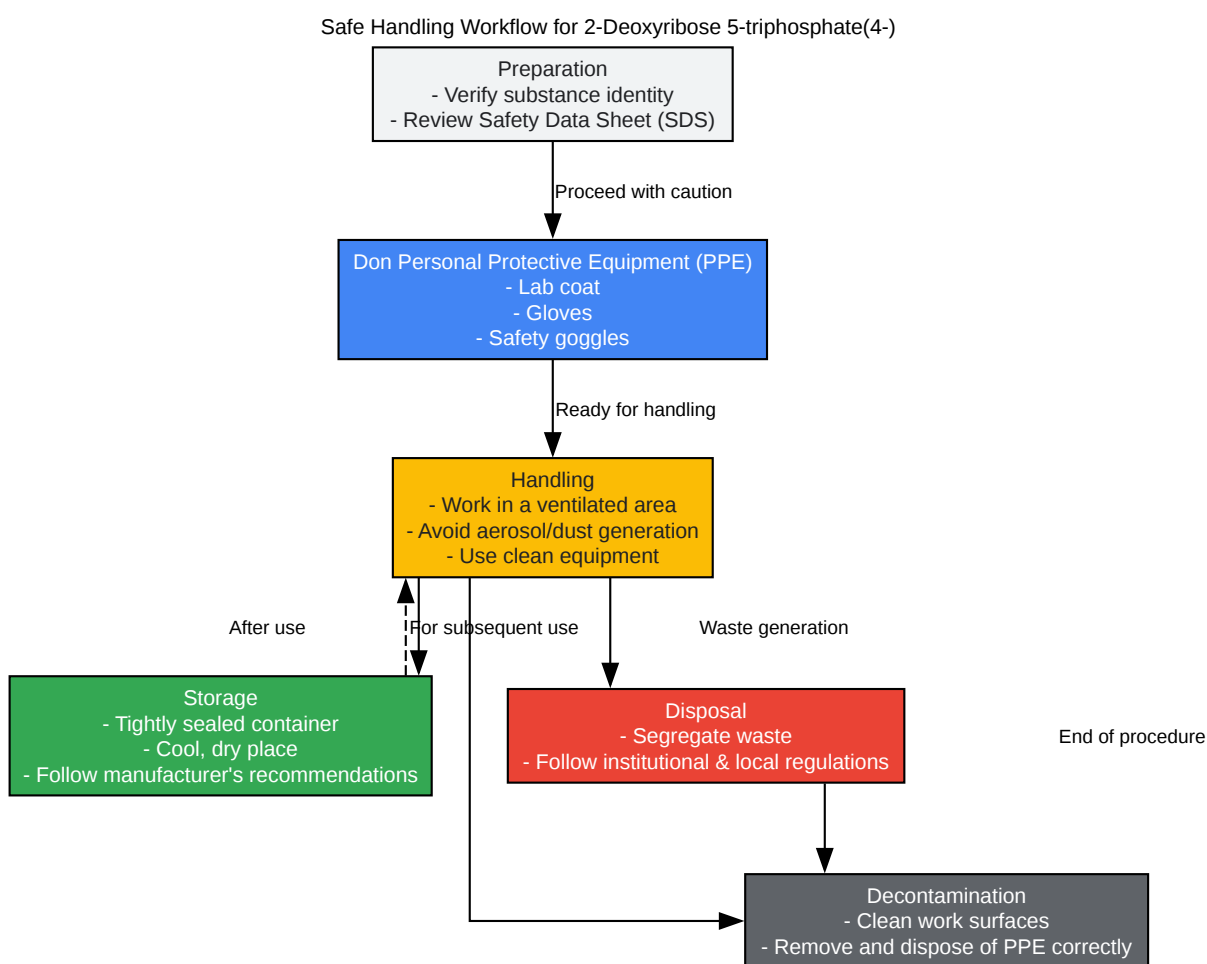 Safe Handling Workflow for 2-Deoxyribose 5-triphosphate(4-)
Preparation
- Verify substance identity
- Review Safety Data Sheet (SDS)
Proceed with caution
Don Personal Protective Equipment (PPE)
- Lab coat
- Gloves
- Safety goggles
Ready for handling
Handling
- Work in a ventilated area
- Avoid aerosol/dust generation
- Use clean equipment
After use
For subsequent use
Waste generation
Storage
- Tightly sealed container
- Cool, dry place
- Follow manufacturer's recommendations
Disposal
- Segregate waste
- Follow institutional & local regulations
End of procedure
Decontamination
- Clean work surfaces
- Remove and dispose of PPE correctly